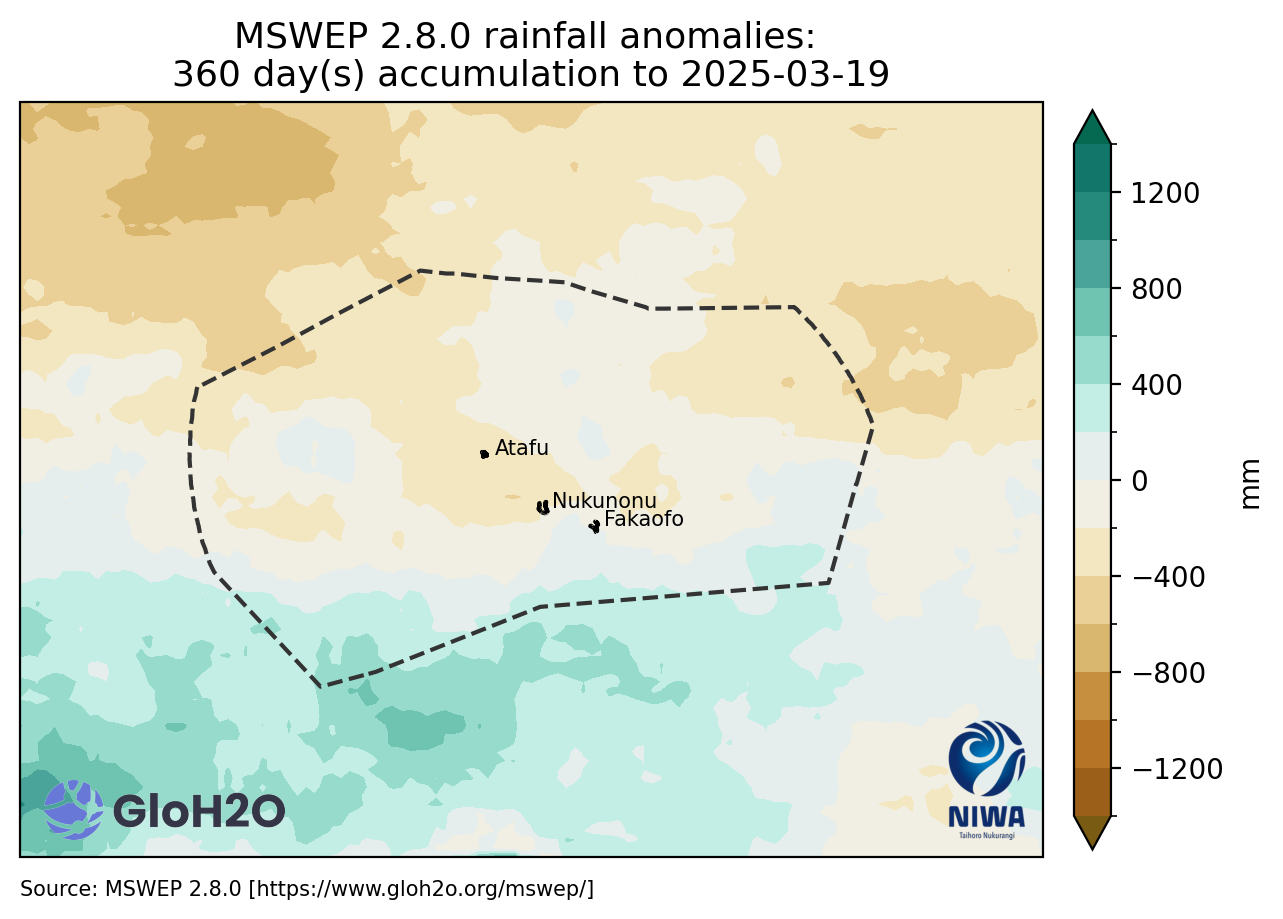 MSWEP 2.8.0 rainfall anomalies:
360 day(s) accumulation to 2025-03-19
1200
800
400
0
−400
−800
−1200
mm
Atafu
Nukunonu
Fakaofo
GloH2O
NIWA
Taihoro Nukurangi
Source: MSWEP 2.8.0 [https://www.gloh2o.org/mswep/]